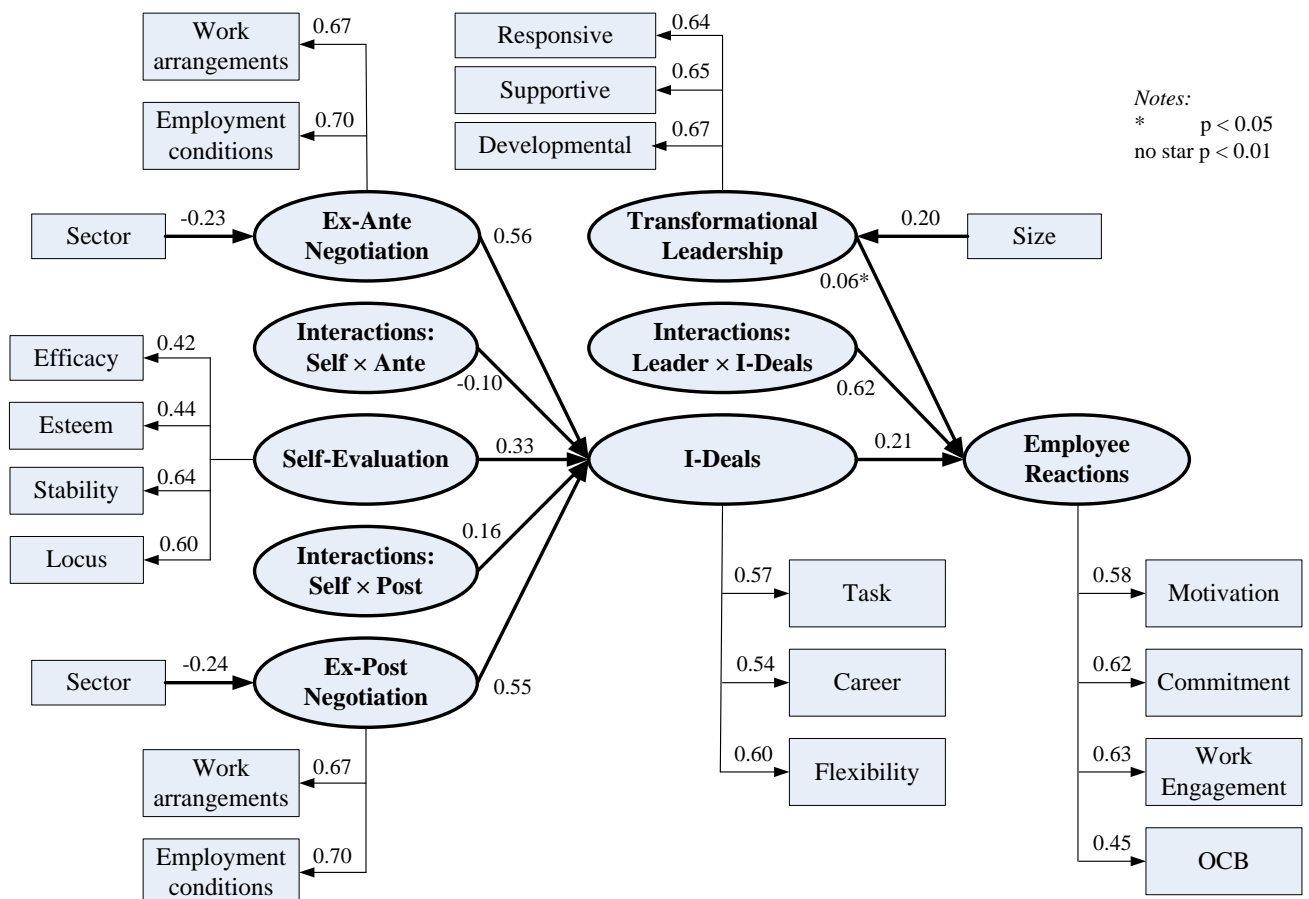 Work
arrangements
0.67
Employment
conditions
0.70
Responsive
0.64
Supportive
0.65
Developmental
0.67
Notes:
* p < 0.05
no star p < 0.01
Sector
-0.23
Ex-Ante
Negotiation
0.56
Transformational
Leadership
0.20
Size
0.06*
Interactions:
Self × Ante
-0.10
Interactions:
Leader × I-Deals
0.62
Efficacy
0.42
Esteem
0.44
Stability
0.64
Locus
0.60
Self-Evaluation
0.33
I-Deals
0.21
Employee
Reactions
Interactions:
Self × Post
0.16
Sector
-0.24
Ex-Post
Negotiation
0.55
Work
arrangements
0.67
Employment
conditions
0.70
0.57
Task
0.54
Career
0.60
Flexibility
0.58
Motivation
0.62
Commitment
0.63
Work
Engagement
0.45
OCB